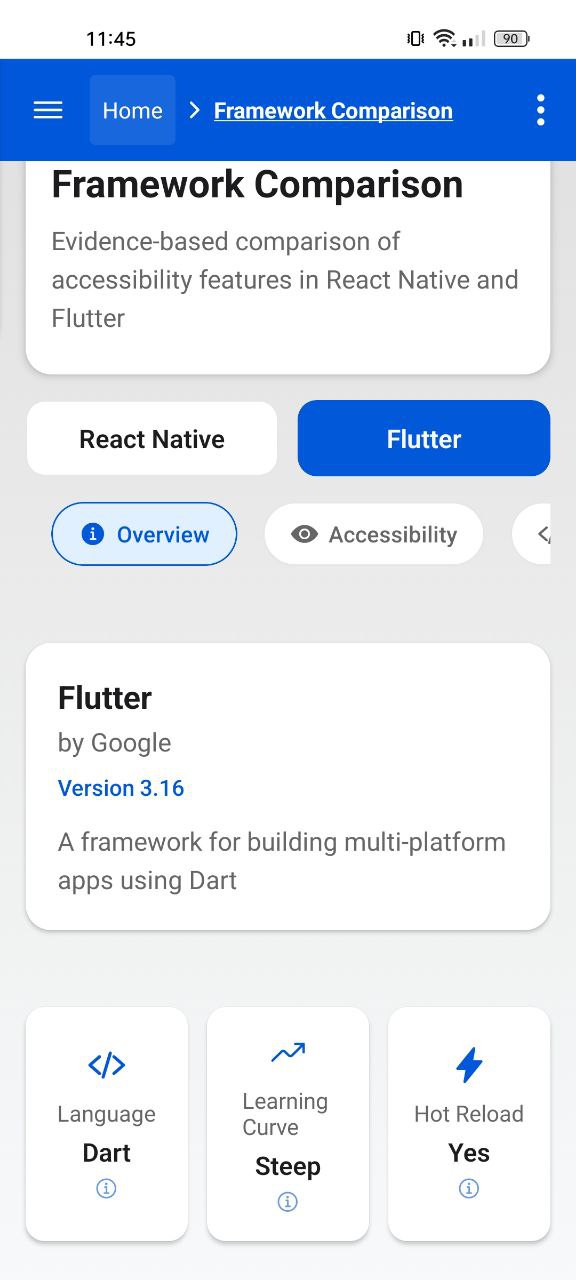 11:45
90
Home
Framework Comparison
Framework Comparison
Evidence-based comparison of
accessibility features in React Native and
Flutter
React Native
Flutter
Overview
Accessibility
Flutter
by Google
Version 3.16
A framework for building multi-platform
apps using Dart
Language
Dart
Learning
Curve
Steep
Hot Reload
Yes